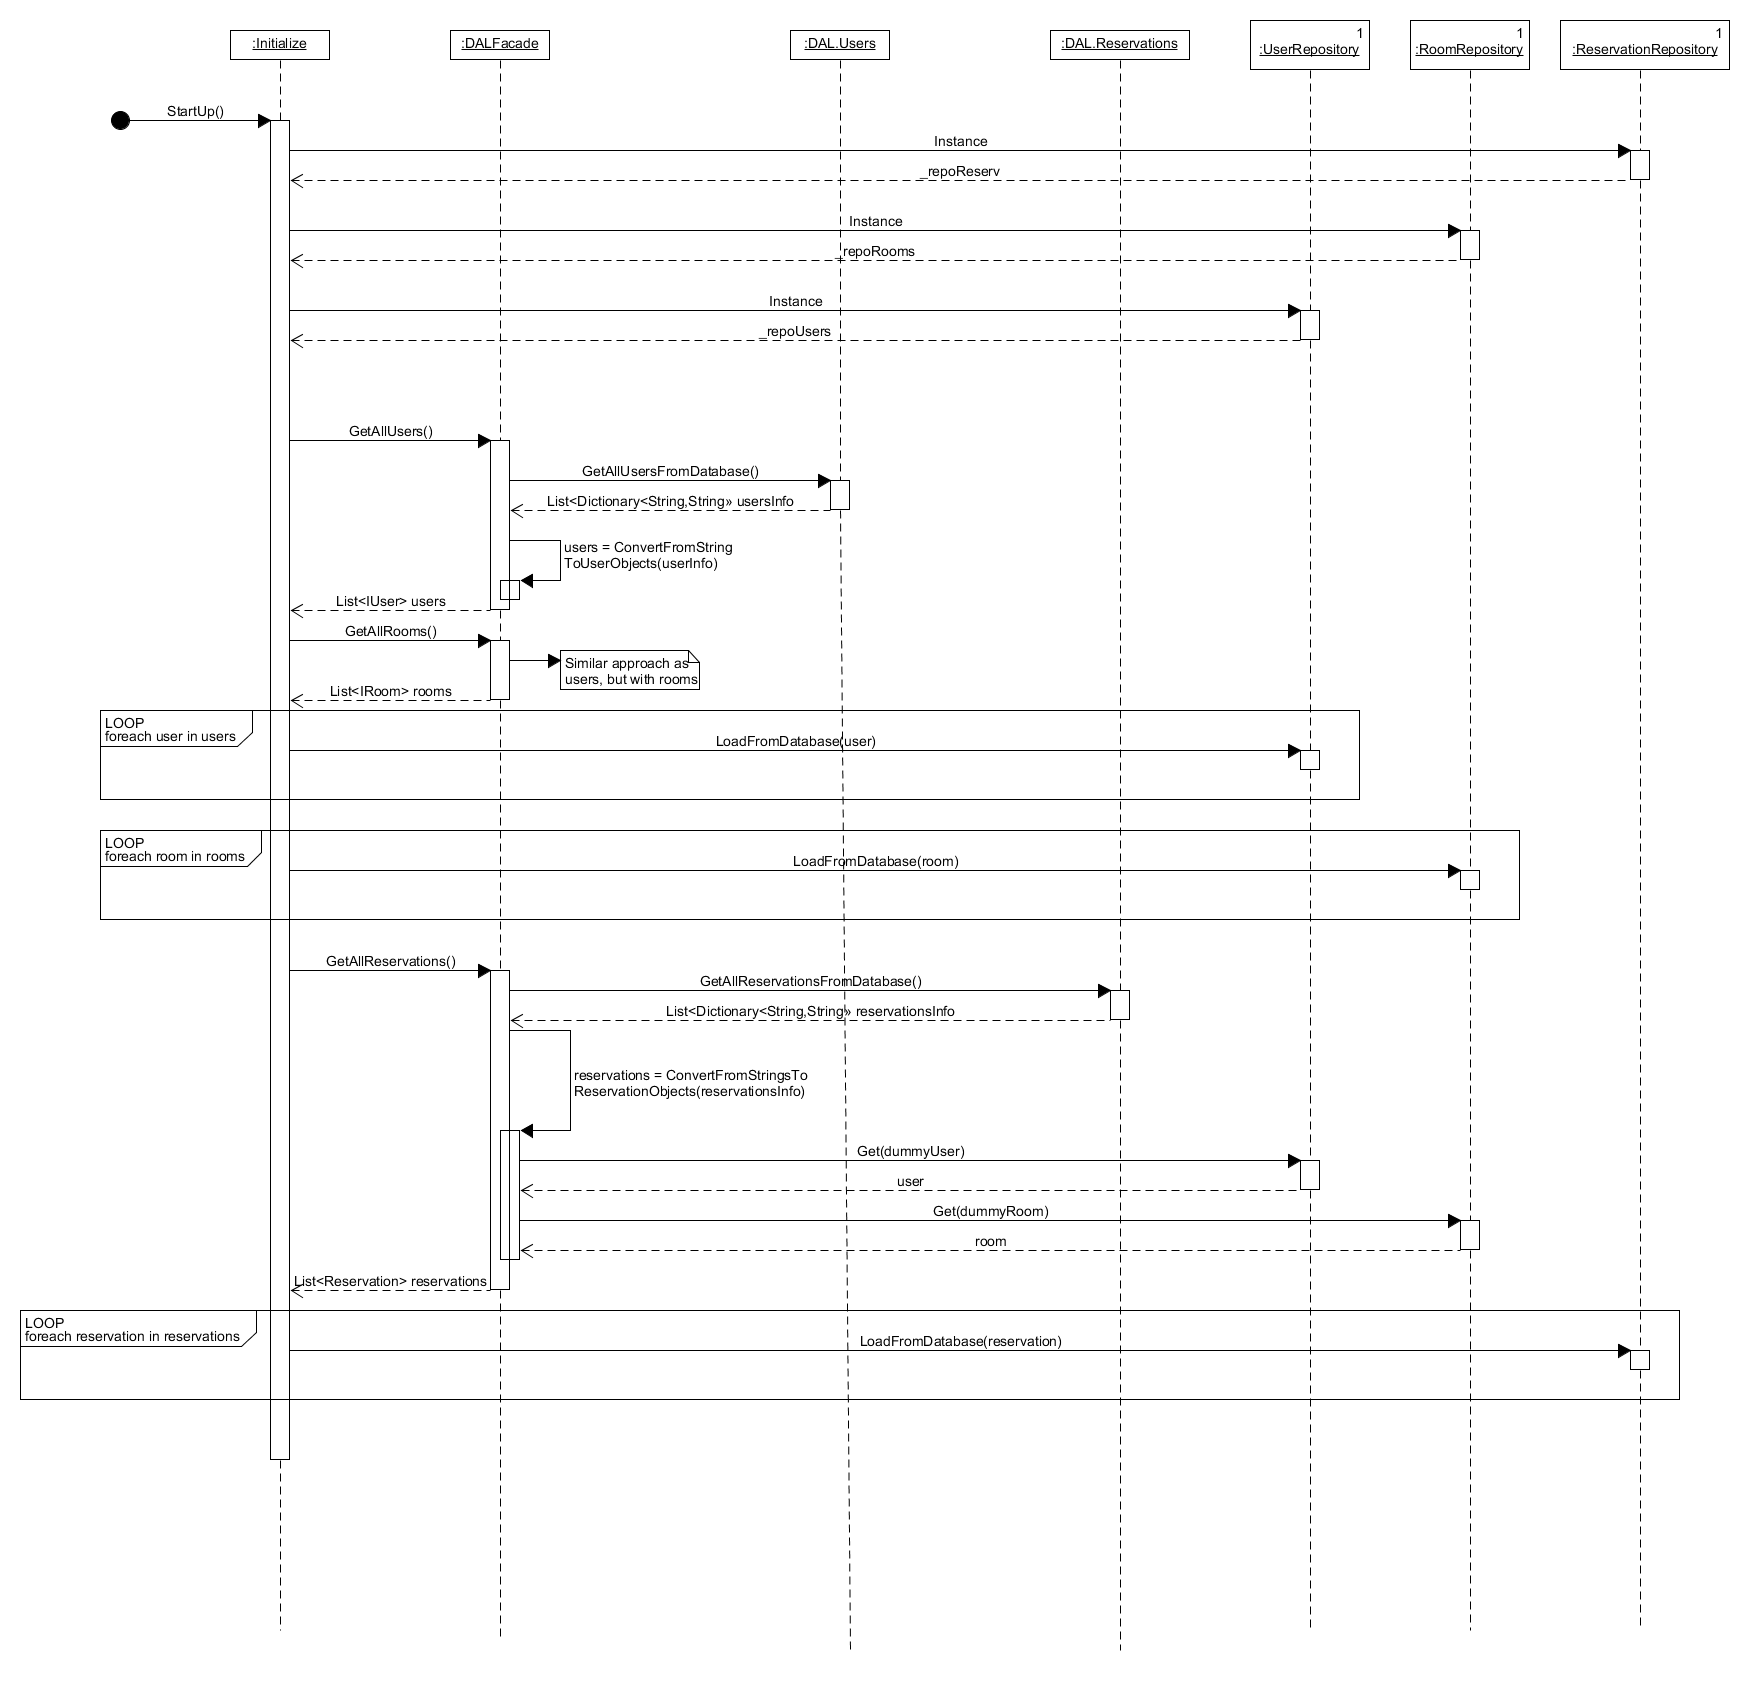 :Initialize
:DALFacade
:DAL.Users
:DAL.Reservations
1
:UserRepository
1
:RoomRepository
1
:ReservationRepository
StartUp()
Instance
_repoReserv
Instance
_repoRooms
Instance
_repoUsers
GetAllUsers()
GetAllUsersFromDatabase()
List<Dictionary<String,String» usersInfo
users = ConvertFromString
ToUserObjects(userInfo)
List<IUser> users
GetAllRooms()
Similar approach as
users, but with rooms
List<IRoom> rooms
LOOP
foreach user in users
LoadFromDatabase(user)
LOOP
foreach room in rooms
LoadFromDatabase(room)
GetAllReservations()
GetAllReservationsFromDatabase()
List<Dictionary<String,String» reservationsInfo
reservations = ConvertFromStringsTo
ReservationObjects(reservationsInfo)
Get(dummyUser)
user
Get(dummyRoom)
room
List<Reservation> reservations
LOOP
foreach reservation in reservations
LoadFromDatabase(reservation)